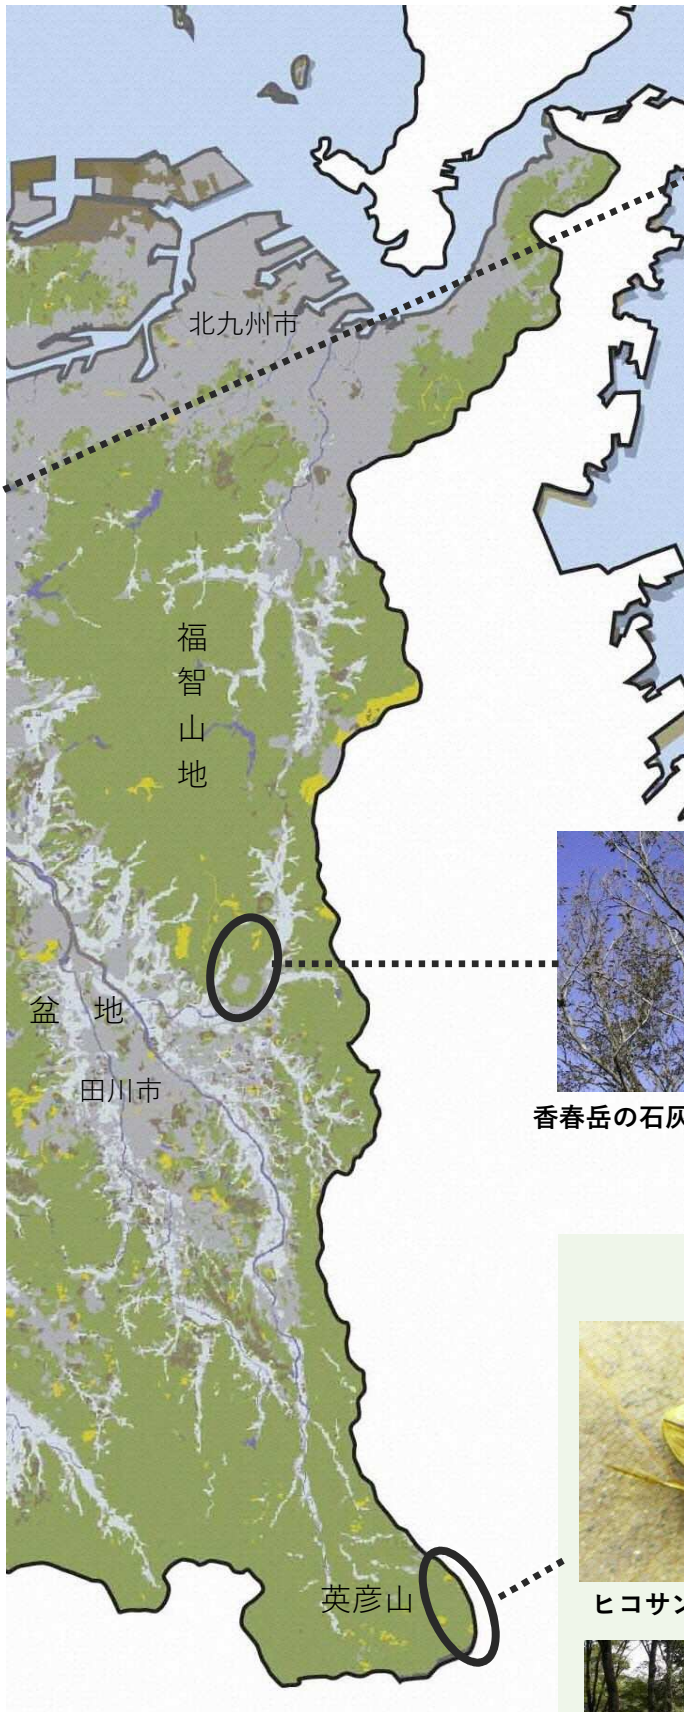 北九州市
福智山地
盆　地
田川市
香春岳の石灰
英彦山
ヒコサン